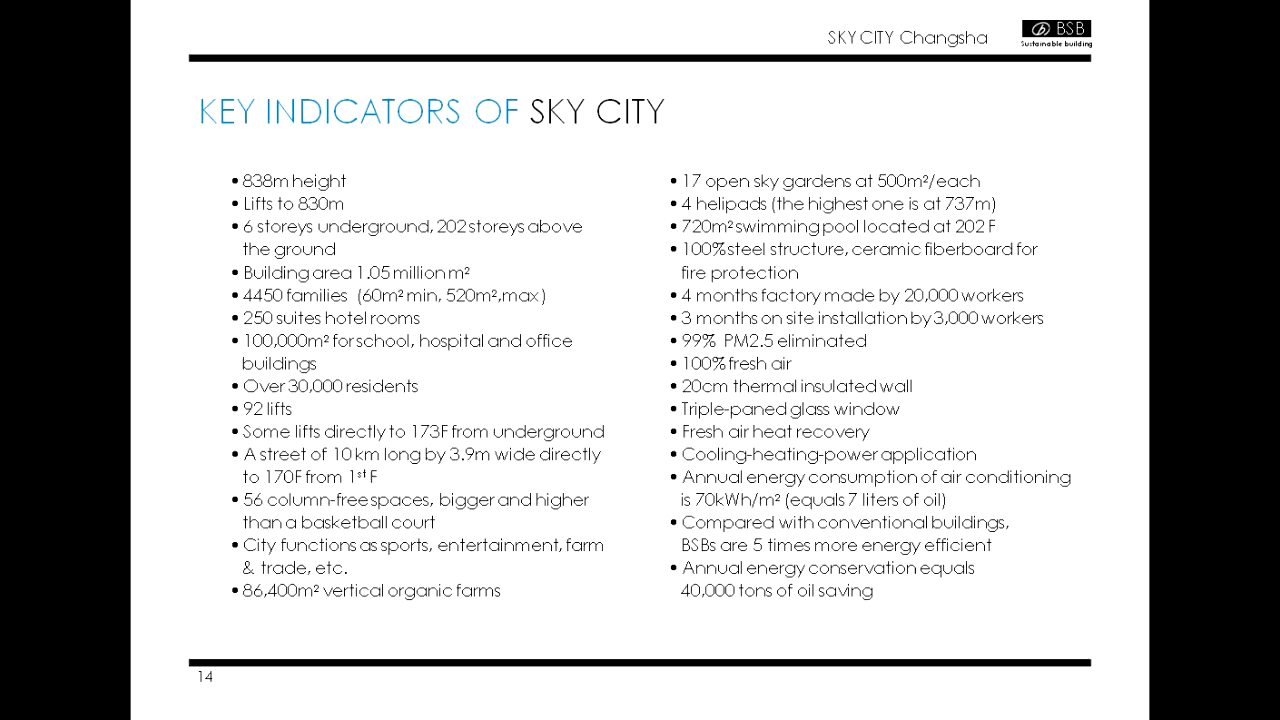 SKY CITY Changsha
BSB
Sustainable building
KEY INDICATORS OF SKY CITY
• 838m height
• Lifts to 830m
• 6 storeys underground, 202 storeys above
the ground
• Building area 1.05 million m²
• 4450 families (60m² min, 520m²,max)
• 250 suites hotel rooms
• 100,000m² for school, hospital and office
buildings
• Over 30,000 residents
• 92 lifts
• Some lifts directly to 173F from underground
• A street of 10 km long by 3.9m wide directly
to 170F from 1st F
• 56 column-free spaces, bigger and higher
than a basketball court
• City functions as sports, entertainment, farm
& trade, etc.
• 86,400m² vertical organic farms
• 17 open sky gardens at 500m²/each
• 4 helipads (the highest one is at 737m)
• 720m² swimming pool located at 202 F
• 100% steel structure, ceramic fiberboard for
fire protection
• 4 months factory made by 20,000 workers
• 3 months on site installation by 3,000 workers
• 99% PM2.5 eliminated
• 100% fresh air
• 20cm thermal insulated wall
• Triple-paned glass window
• Fresh air heat recovery
• Cooling-heating-power application
• Annual energy consumption of air conditioning
is 70kWh/m² (equals 7 liters of oil)
• Compared with conventional buildings,
BSBs are 5 times more energy efficient
• Annual energy conservation equals
40,000 tons of oil saving
14